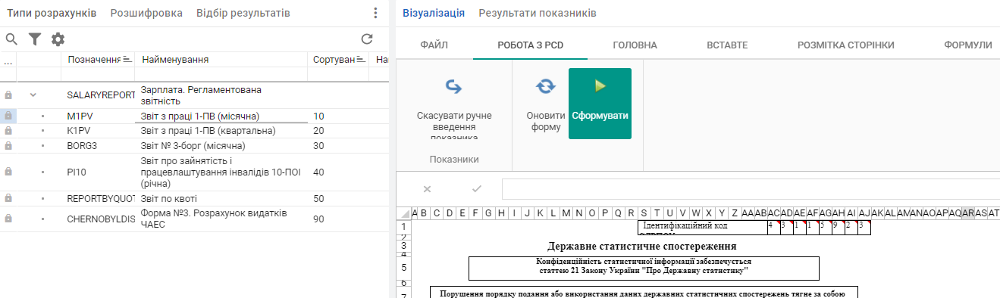 Типи розрахунків Розшифровка Відбір результатів
Візуалізація Результати показників
ФАЙЛ РОБОТА З PCD ГОЛОВНА ВСТАВТЕ РОЗМІТКА СТОРІНКИ ФОРМУЛИ
... Позначення Найменування Сортуван Най
SALARYREPORT Зарплата. Регламентована
звітність
M1PV Звіт з праці 1-ПВ (місячна) 10
K1PV Звіт з праці 1-ПВ (квартальна) 20
BORG3 Звіт № 3-борг (місячна) 30
PI10 Звіт про зайнятість і
працевлаштування інвалідів 10-ПОІ
(річна) 40
REPORTBYQUOT Звіт по квоті 50
CHERNOBYLDIS Форма №3. Розрахунок видатків
ЧАЕС 90
Скасувати ручне
введення
показника
Показники
Оновити
форму
Сформувати
A B C D E F G H I J K L M N O P Q R S T U V W X Y Z AA AB AC AD AE AF AG AH AI AJ AK AL AM AN AO AP AQ AR AS AT
1 Ідентифікаційний код 4 3 1 1 5 9 2 3
2 ЄДРПОУ
3 Державне статистичне спостереження
4
5 Конфіденційність статистичної інформації забезпечується
статтею 21 Закону України "Про Державну статистику"
6
7 Порушення порядку подання або використання даних державних статистичних спостережень тягне за собою